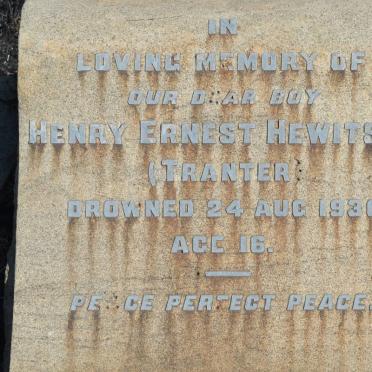 IN
LOVING MEMORY OF
OUR DEAR BOY
HENRY ERNEST HEWITS
(TRANTER
DROWNED 24 AUG 193
AGE 16.
PEACE PERFECT PEACE.